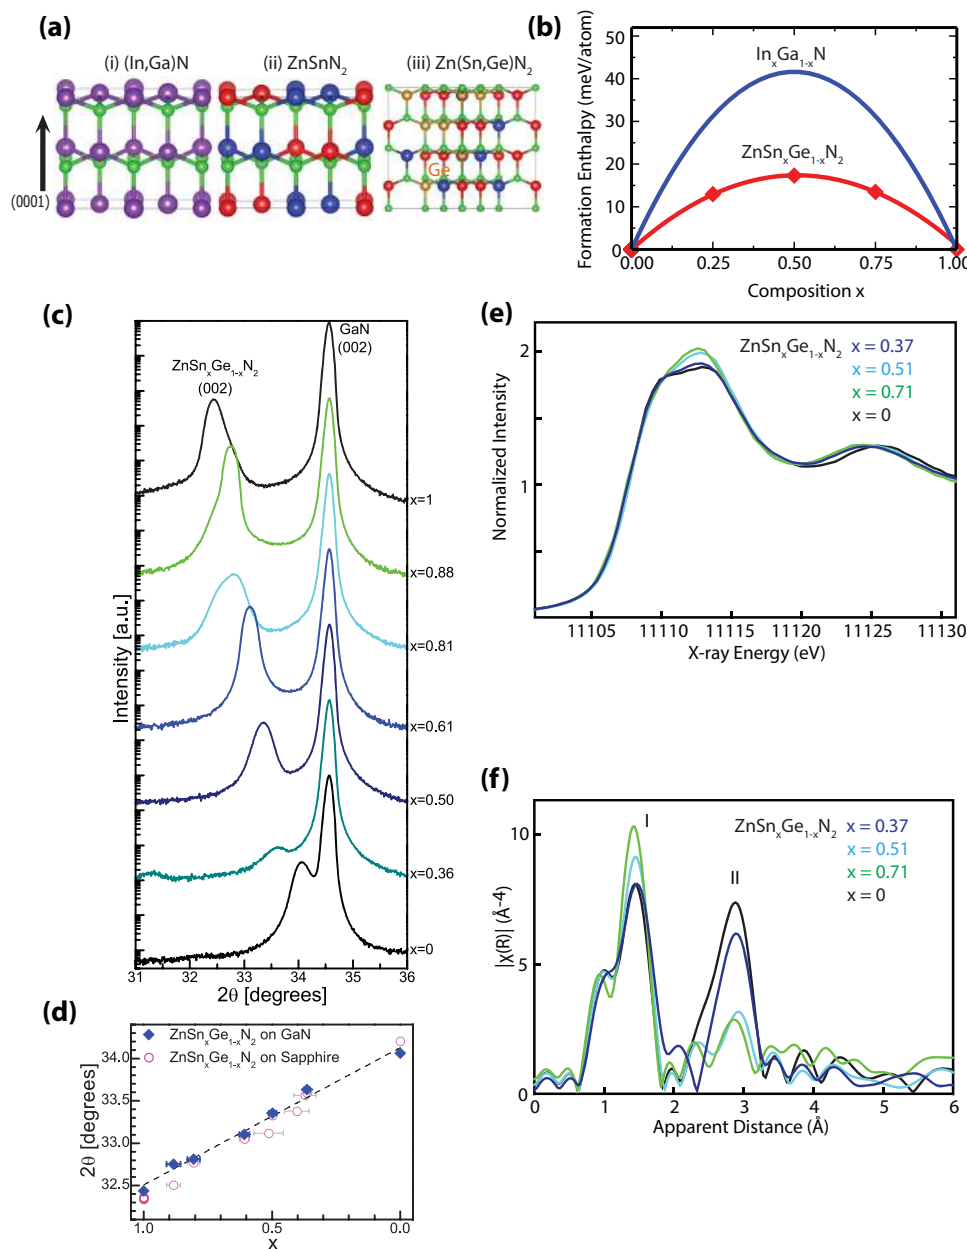 (a)
(i) (In,Ga)N
(ii) ZnSnN2
(iii) Zn(Sn,Ge)N2
(0001)
Ge
(b)
Formation Enthalpy (meV/atom)
50
40
30
20
10
0
InxGa1-xN
ZnSnxGe1-xN2
0.00 0.25 0.50 0.75 1.00
Composition x
(c)
Intensity [a.u.]
ZnSnxGe1-xN2
(002)
GaN
(002)
x=1
x=0.88
x=0.81
x=0.61
x=0.50
x=0.36
x=0
31 32 33 34 35 36
2θ [degrees]
(d)
2θ [degrees]
34.0
33.5
33.0
32.5
ZnSnxGe1-xN2 on GaN
ZnSnxGe1-xN2 on Sapphire
1.0 0.5 0.0
x
(e)
Normalized Intensity
2
1
ZnSnxGe1-xN2 x = 0.37
x = 0.51
x = 0.71
x = 0
11105 11110 11115 11120 11125 11130
X-ray Energy (eV)
(f)
|χ(R)| (Å-4)
10
5
0
I
II
ZnSnxGe1-xN2 x = 0.37
x = 0.51
x = 0.71
x = 0
0 1 2 3 4 5 6
Apparent Distance (Å)